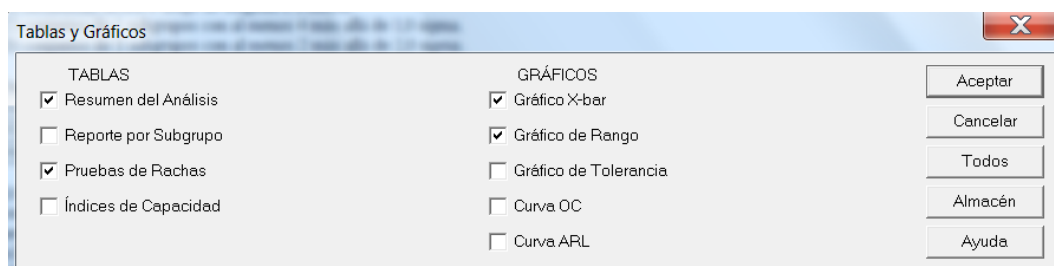 Tablas y Gráficos
TABLAS
Resumen del Análisis
Reporte por Subgrupo
Pruebas de Rachas
Índices de Capacidad
GRÁFICOS
Gráfico X-bar
Gráfico de Rango
Gráfico de Tolerancia
Curva OC
Curva ARL
Aceptar
Cancelar
Todos
Almacén
Ayuda